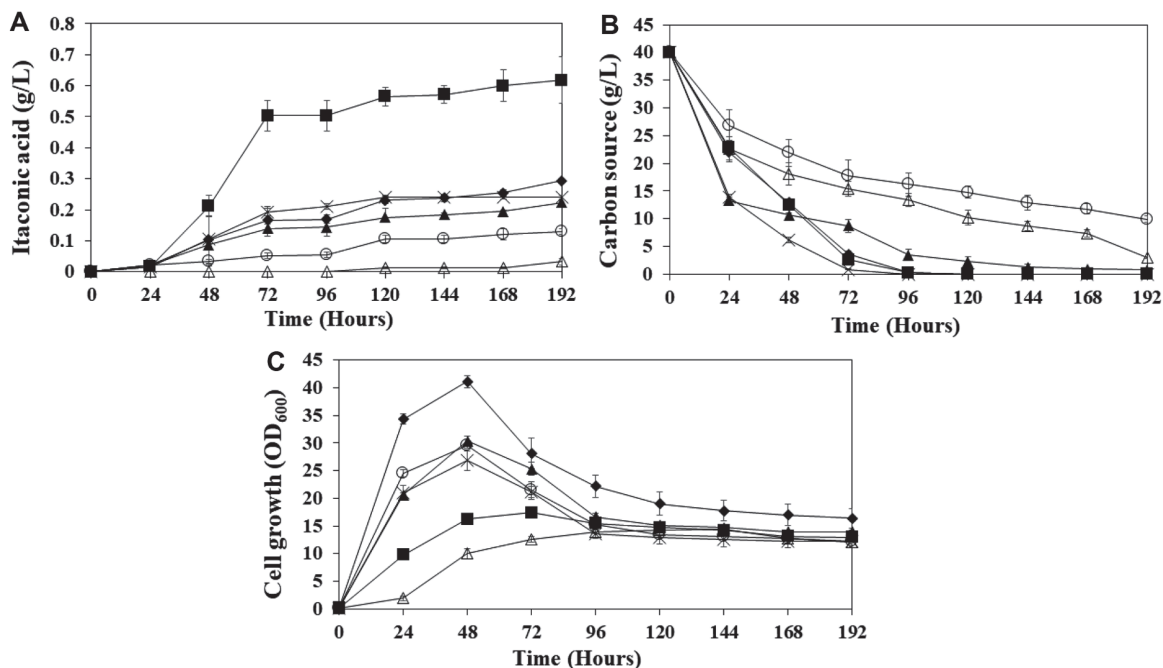 A
Itaconic acid (g/L)
0.8
0.7
0.6
0.5
0.4
0.3
0.2
0.1
0
0 24 48 72 96 120 144 168 192
Time (Hours)
B
Carbon source (g/L)
45
40
35
30
25
20
15
10
5
0
0 24 48 72 96 120 144 168 192
Time (Hours)
C
Cell growth (OD600)
45
40
35
30
25
20
15
10
5
0
0 24 48 72 96 120 144 168 192
Time (Hours)